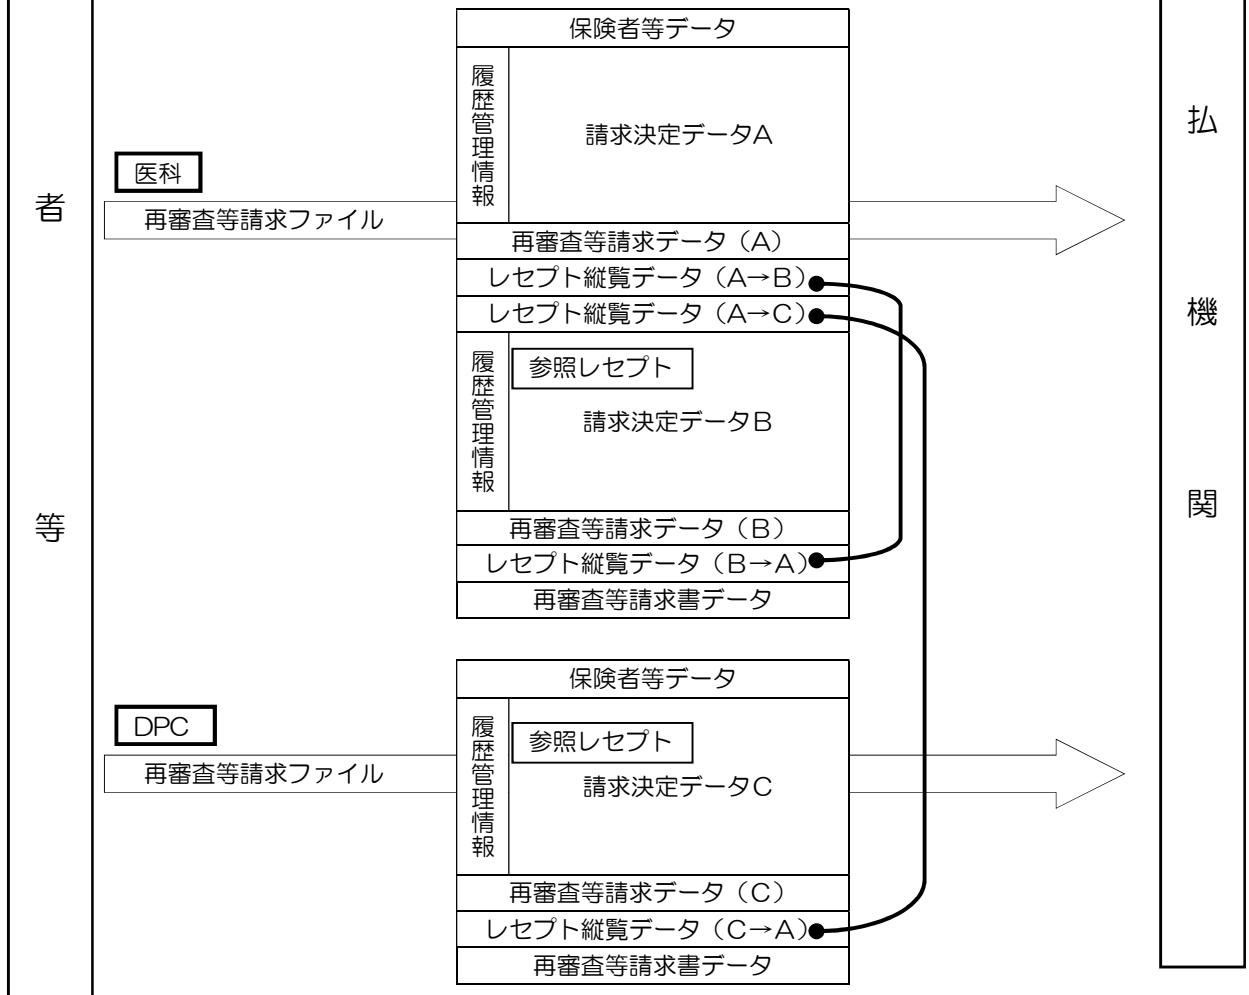 者
等
医科
再審査等請求ファイル
保険者等データ
履歴管理情報
請求決定データA
再審査等請求データ（A）
レセプト縦覧データ（A→B）
レセプト縦覧データ（A→C）
履歴管理情報
参照レセプト
請求決定データB
再審査等請求データ（B）
レセプト縦覧データ（B→A）
再審査等請求書データ
DPC
再審査等請求ファイル
保険者等データ
履歴管理情報
参照レセプト
請求決定データC
再審査等請求データ（C）
レセプト縦覧データ（C→A）
再審査等請求書データ
払
機
関